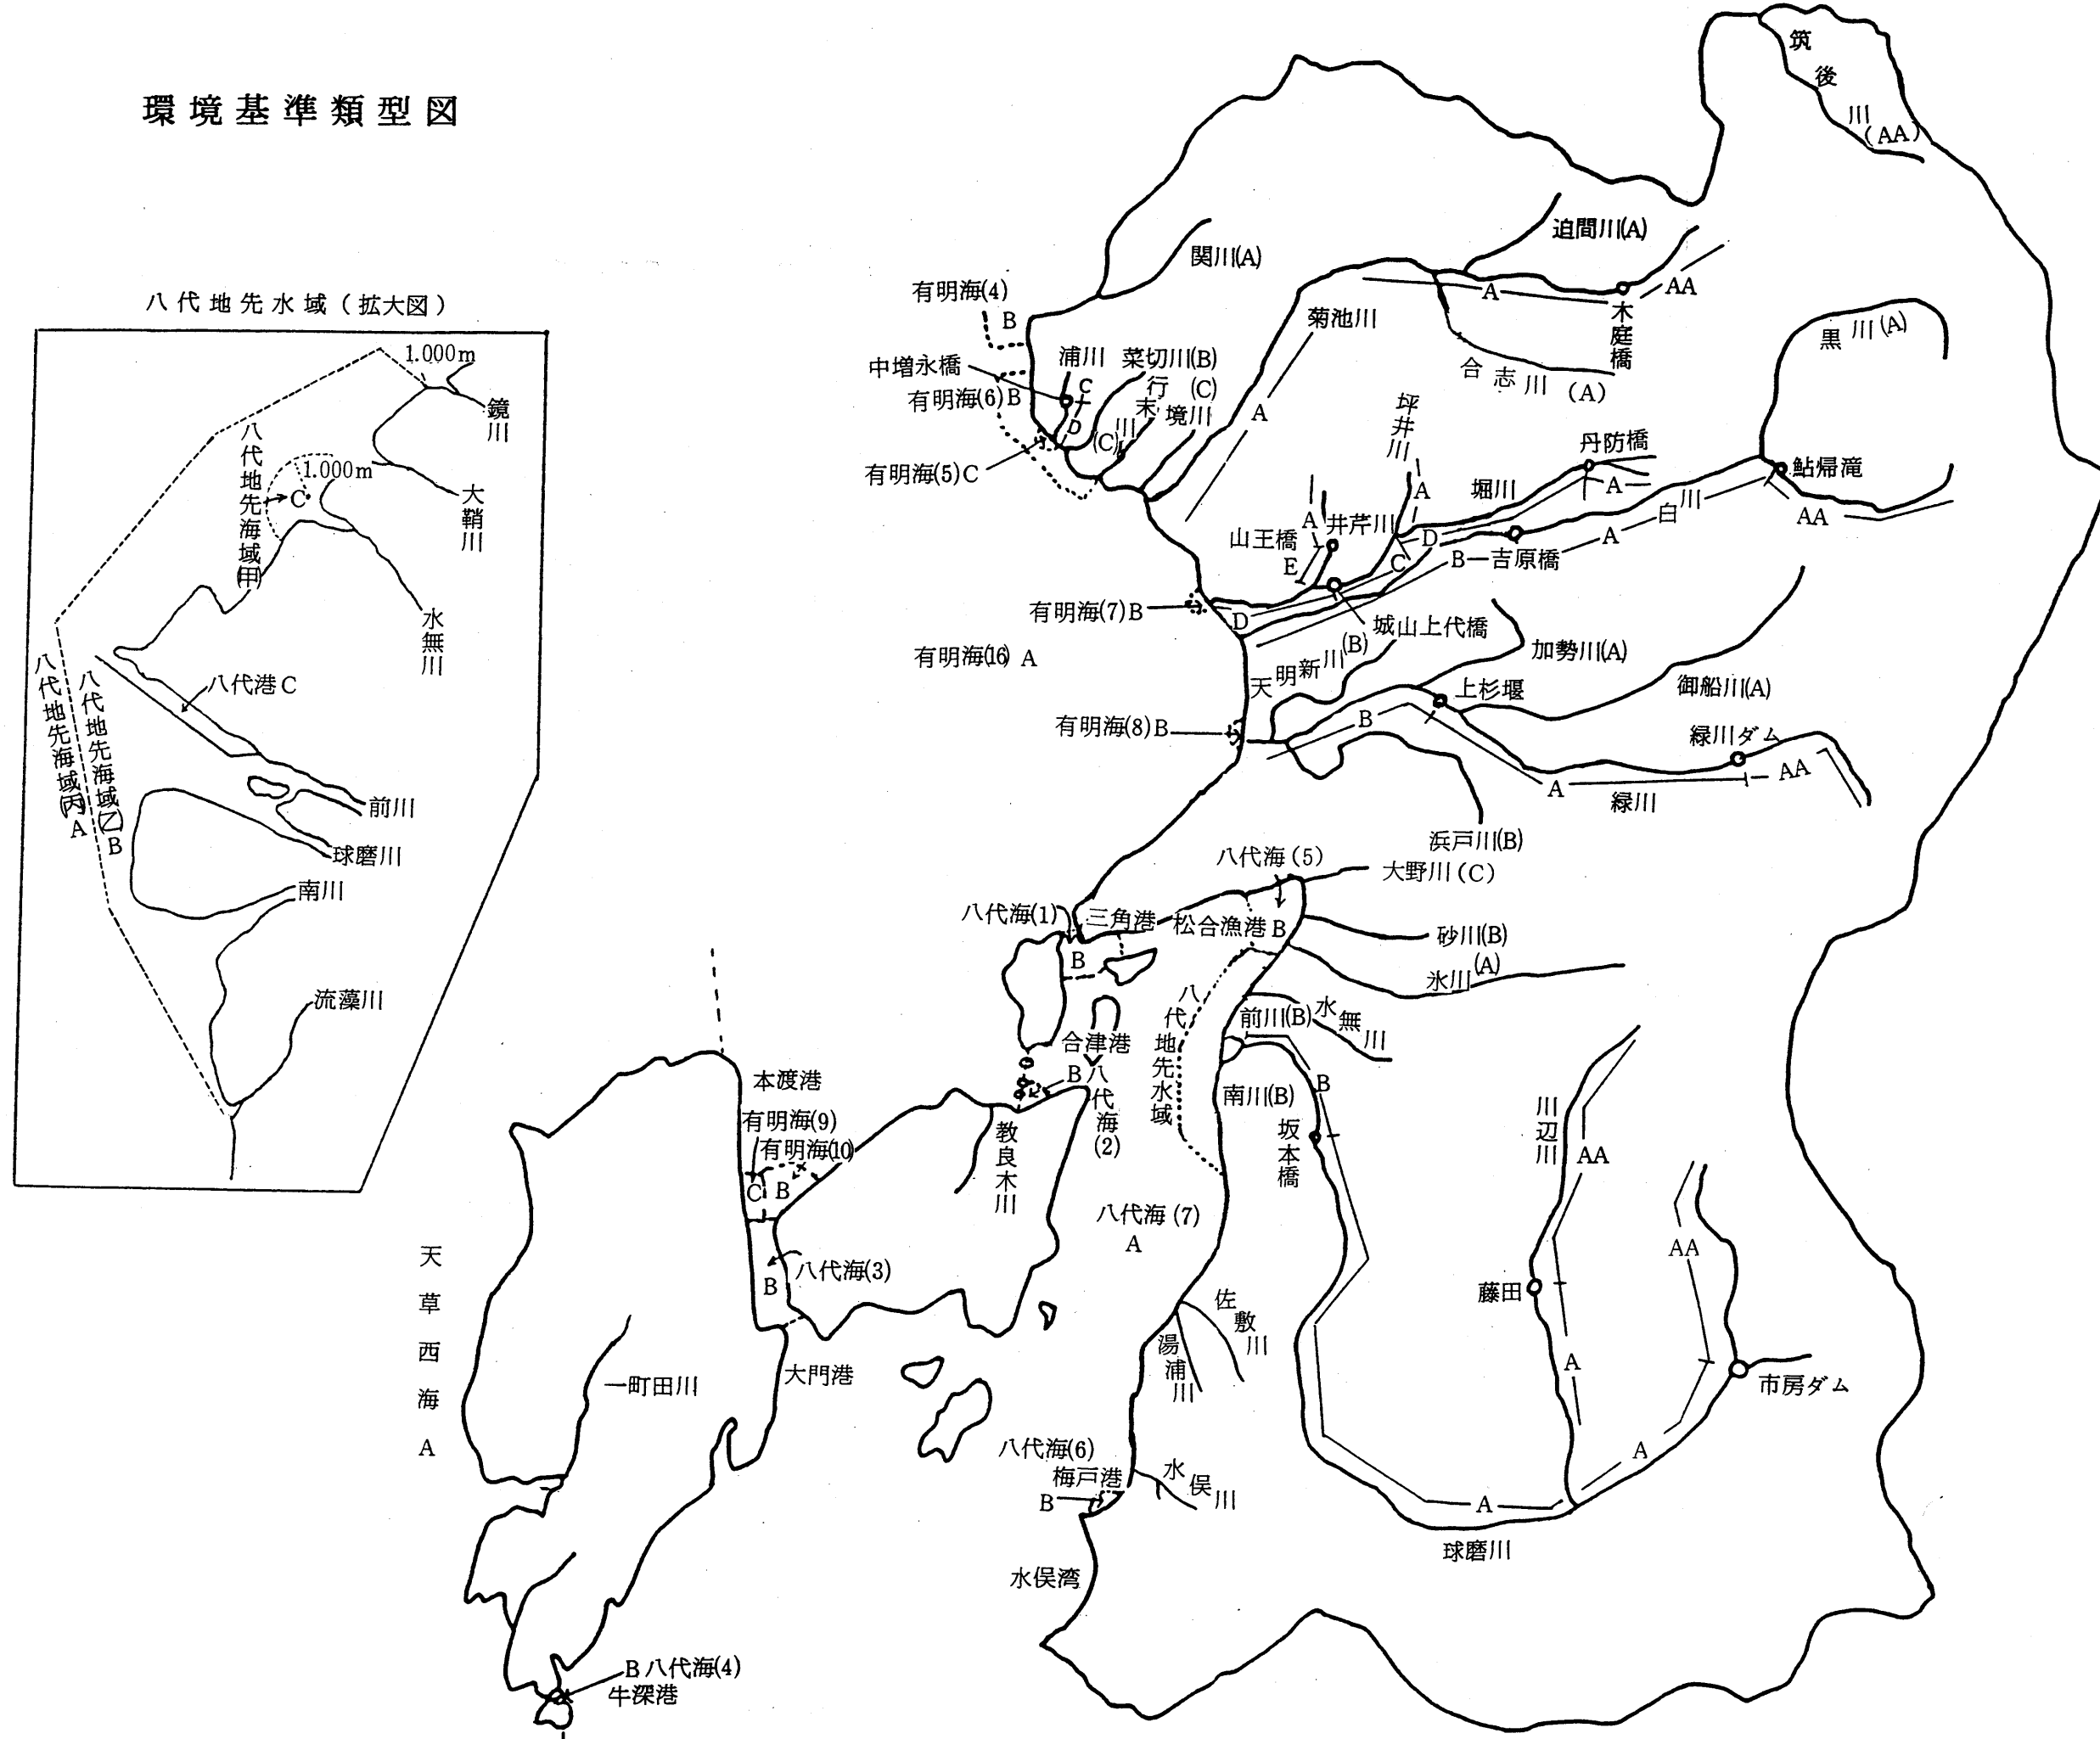 環境基準類型図
八代地先水域(拡大図)
1.000m
鏡川
八代地先海域(甲)
1.000m
C
大鞘川
水無川
八代港C
八代地先海域(丙)A
八代地先海域(乙)B
前川
球磨川
南川
流藻川
筑後川(AA)
関川(A)
迫間川(A)
有明海(4)
B
菊池川
A
A
AA
木庭橋
合志川(A)
黒川(A)
中増永橋
浦川
C
D
菜切川(B)
行末川(C)
(C)
境川
有明海(6)B
有明海(5)C
坪井川
A
丹防橋
A
鮎帰滝
AA
堀川
白川
A
山王橋
A
井芹川
E
D
C
B
吉原橋
有明海(7)B
D
城山上代橋
有明海(16) A
天明新川(B)
加勢川(A)
御船川(A)
上杉堰
有明海(8)B
B
緑川ダム
AA
A
緑川
浜戸川(B)
八代海(5)
大野川(C)
八代海(1)
三角港
松合漁港
B
B
砂川(B)
氷川(A)
八代地先水域
前川(B)
水無川
合津港
B
八代海(2)
南川(B)
B
坂本橋
川辺川
AA
AA
本渡港
有明海(9)
有明海(10)
C
B
教良木川
八代海(7)
A
八代海(3)
B
天草西海A
佐敷川
湯浦川
藤田
A
市房ダム
大門港
一町田川
八代海(6)
梅戸港
B
水俣川
A
A
球磨川
水俣湾
B八代海(4)
牛深港